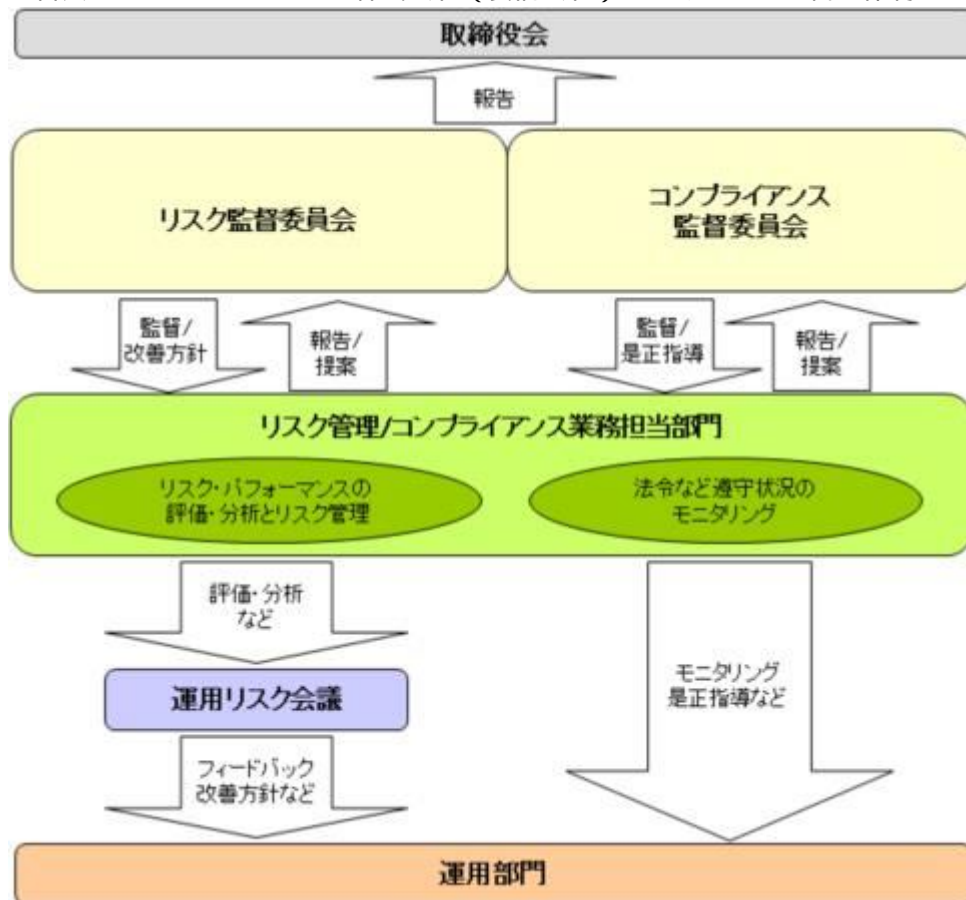 取締役会
報告
リスク監督委員会
コンプライアンス
監督委員会
監督/
改善方針
報告/
提案
監督/
是正指導
報告/
提案
リスク管理/コンプライアンス業務担当部門
リスク・パフォーマンスの
評価・分析とリスク管理
法令など遵守状況の
モニタリング
評価・分析
など
運用リスク会議
モニタリング
是正指導など
フィードバック
改善方針など
運用部門